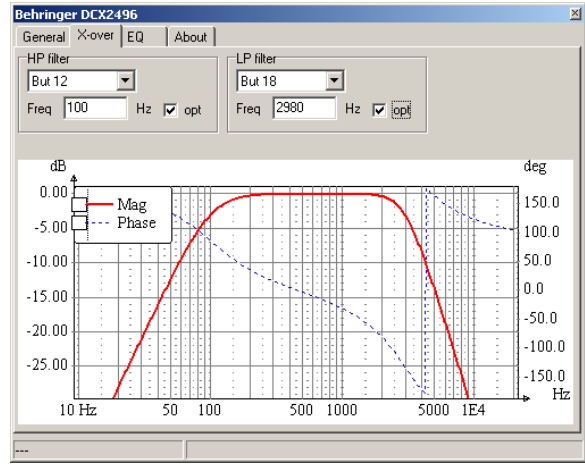 Behringer DCX2496
General X-over EQ About
HP filter
But 12
Freq 100 Hz opt
LP filter
But 18
Freq 2980 Hz opt
dB deg
0.00
-5.00
-10.00
-15.00
-20.00
-25.00
Mag
Phase
150.0
100.0
50.0
0.0
-50.0
-100.0
-150.0
Hz
10 Hz 50 100 500 1000 5000 1E4
---